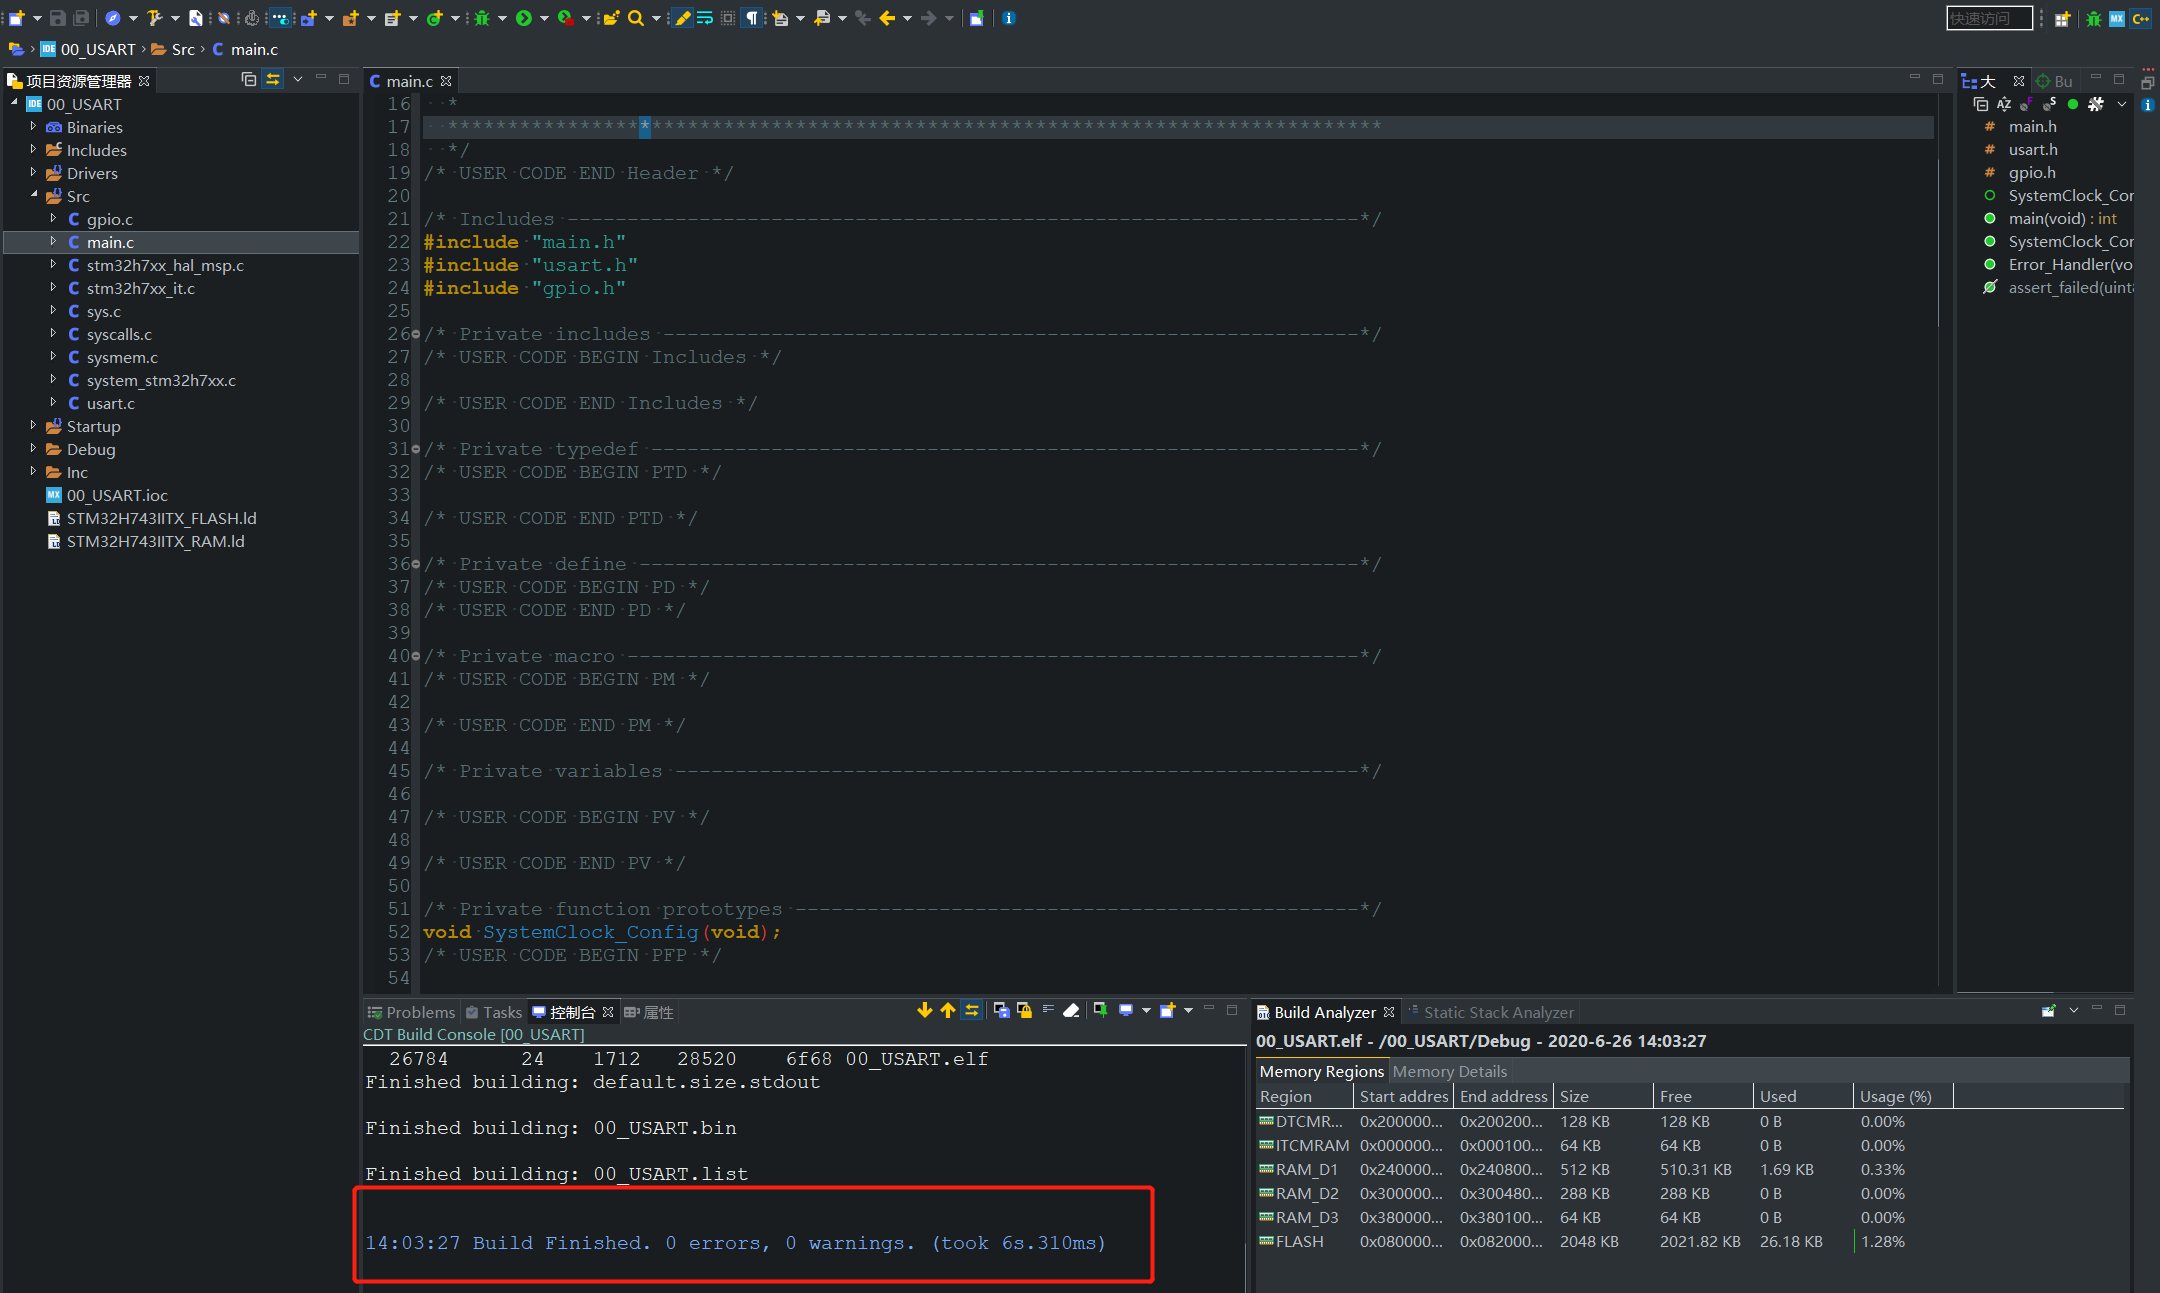 快速访问
00_USART Src main.c
项目资源管理器
00_USART
Binaries
Includes
Drivers
Src
gpio.c
main.c
stm32h7xx_hal_msp.c
stm32h7xx_it.c
sys.c
syscalls.c
sysmem.c
system_stm32h7xx.c
usart.c
Startup
Debug
Inc
00_USART.ioc
STM32H743IITX_FLASH.ld
STM32H743IITX_RAM.ld
main.c
16 *
17 ******************************************************************************
18 */
19 /* USER CODE END Header */
20
21 /* Includes ------------------------------------------------------------------*/
22 #include "main.h"
23 #include "usart.h"
24 #include "gpio.h"
25
26 /* Private includes ----------------------------------------------------------*/
27 /* USER CODE BEGIN Includes */
28
29 /* USER CODE END Includes */
30
31 /* Private typedef -----------------------------------------------------------*/
32 /* USER CODE BEGIN PTD */
33
34 /* USER CODE END PTD */
35
36 /* Private define ------------------------------------------------------------*/
37 /* USER CODE BEGIN PD */
38 /* USER CODE END PD */
39
40 /* Private macro -------------------------------------------------------------*/
41 /* USER CODE BEGIN PM */
42
43 /* USER CODE END PM */
44
45 /* Private variables ---------------------------------------------------------*/
46
47 /* USER CODE BEGIN PV */
48
49 /* USER CODE END PV */
50
51 /* Private function prototypes -----------------------------------------------*/
52 void SystemClock_Config(void);
53 /* USER CODE BEGIN PFP */
54
大 Bu
main.h
usart.h
gpio.h
SystemClock_Cor
main(void) : int
SystemClock_Cor
Error_Handler(vo
assert_failed(uint8
Problems Tasks 控制台 属性
CDT Build Console [00_USART]
26784 24 1712 28520 6f68 00_USART.elf
Finished building: default.size.stdout
Finished building: 00_USART.bin
Finished building: 00_USART.list
14:03:27 Build Finished. 0 errors, 0 warnings. (took 6s.310ms)
Build Analyzer Static Stack Analyzer
00_USART.elf - /00_USART/Debug - 2020-6-26 14:03:27
Memory Regions Memory Details
Region Start addres End address Size Free Used Usage (%)
DTCMR... 0x200000... 0x200200... 128 KB 128 KB 0 B 0.00%
ITCMRAM 0x000000... 0x000100... 64 KB 64 KB 0 B 0.00%
RAM_D1 0x240000... 0x240800... 512 KB 510.31 KB 1.69 KB 0.33%
RAM_D2 0x300000... 0x300480... 288 KB 288 KB 0 B 0.00%
RAM_D3 0x380000... 0x380100... 64 KB 64 KB 0 B 0.00%
FLASH 0x080000... 0x082000... 2048 KB 2021.82 KB 26.18 KB 1.28%